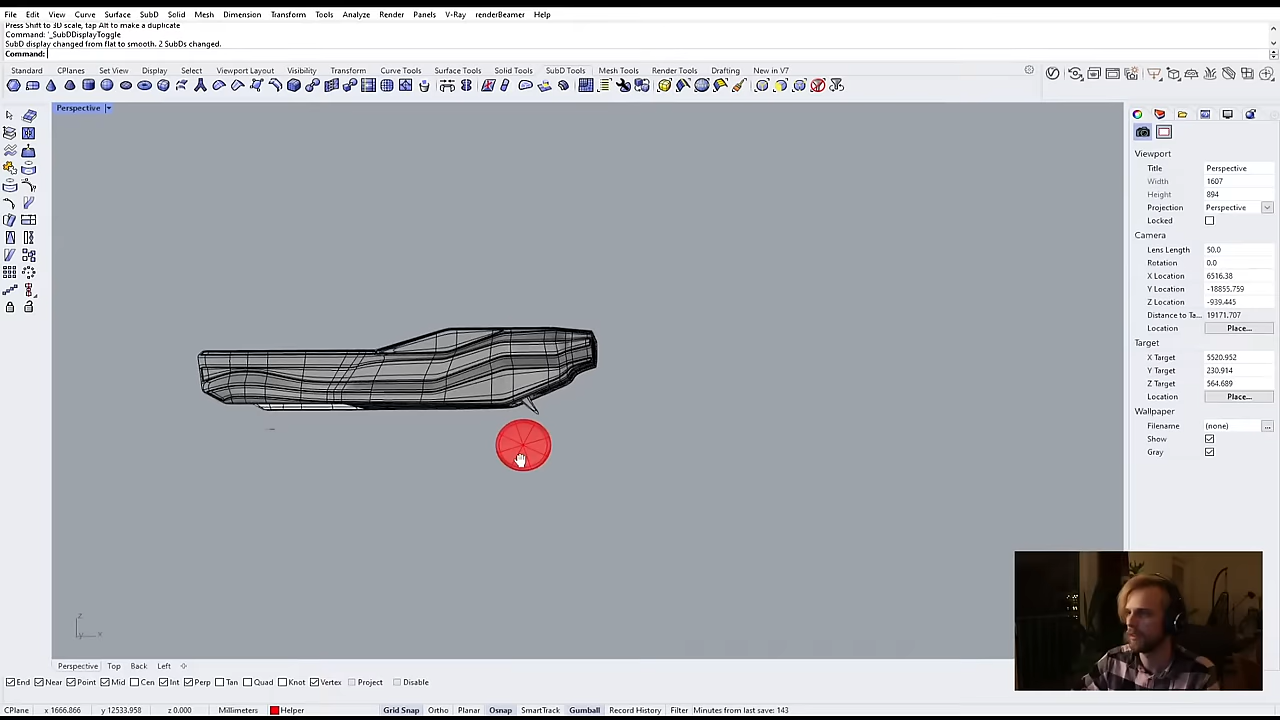 File Edit View Curve Surface SubD Solid Mesh Dimension Transform Tools Analyze Render Panels V-Ray renderBeamer Help
Press Shift to 3D scale, tap Alt to make a duplicate
Command: '_SubDDisplayToggle
SubD display changed from flat to smooth. 2 SubDs changed.
Command:
Standard CPlanes Set View Display Select Viewport Layout Visibility Transform Curve Tools Surface Tools Solid Tools SubD Tools Mesh Tools Render Tools Drafting New in V7
Perspective
Viewport
Title Perspective
Width 1607
Height 894
Projection Perspective
Locked
Camera
Lens Length 50.0
Rotation 0.0
X Location 6516.38
Y Location -18855.759
Z Location -939.445
Distance to Ta... 19171.707
Location Place...
Target
X Target 5520.952
Y Target 230.914
Z Target 564.689
Location Place...
Wallpaper
Filename (none) ...
Show
Gray
z
y x
Perspective Top Back Left
End Near Point Mid Cen Int Perp Tan Quad Knot Vertex Project Disable
CPlane x 1666.866 y 12533.958 z 0.000 Millimeters Helper Grid Snap Ortho Planar Osnap SmartTrack Gumball Record History Filter Minutes from last save: 143